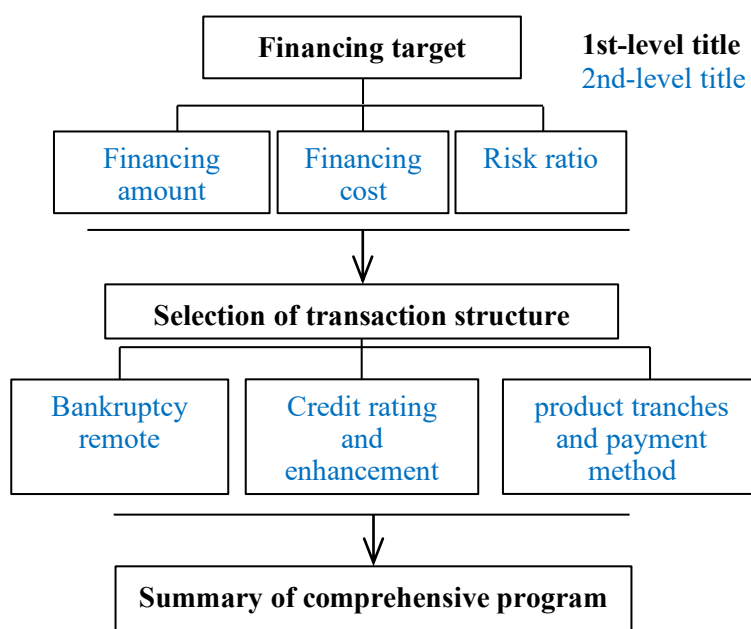 Financing target
1st-level title
2nd-level title
Financing
amount
Financing
cost
Risk ratio
Selection of transaction structure
Bankruptcy
remote
Credit rating
and
enhancement
product tranches
and payment
method
Summary of comprehensive program